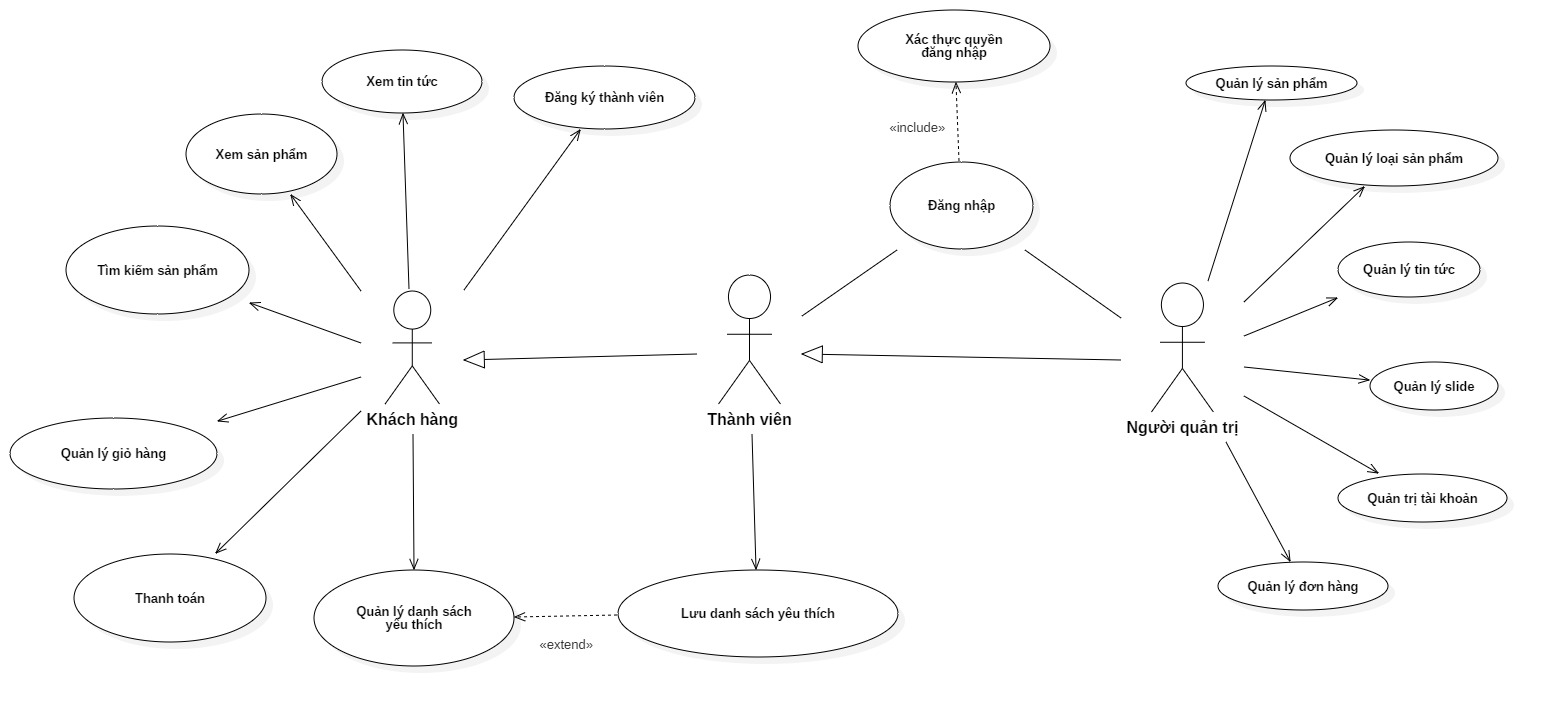 Xác thực quyền
đăng nhập
Xem tin tức
Đăng ký thành viên
Quản lý sản phẩm
«include»
Xem sản phẩm
Quản lý loại sản phẩm
Đăng nhập
Tìm kiếm sản phẩm
Quản lý tin tức
Quản lý slide
Khách hàng
Thành viên
Người quản trị
Quản lý giỏ hàng
Quản trị tài khoản
Quản lý đơn hàng
Thanh toán
Quản lý danh sách
yêu thích
Lưu danh sách yêu thích
«extend»